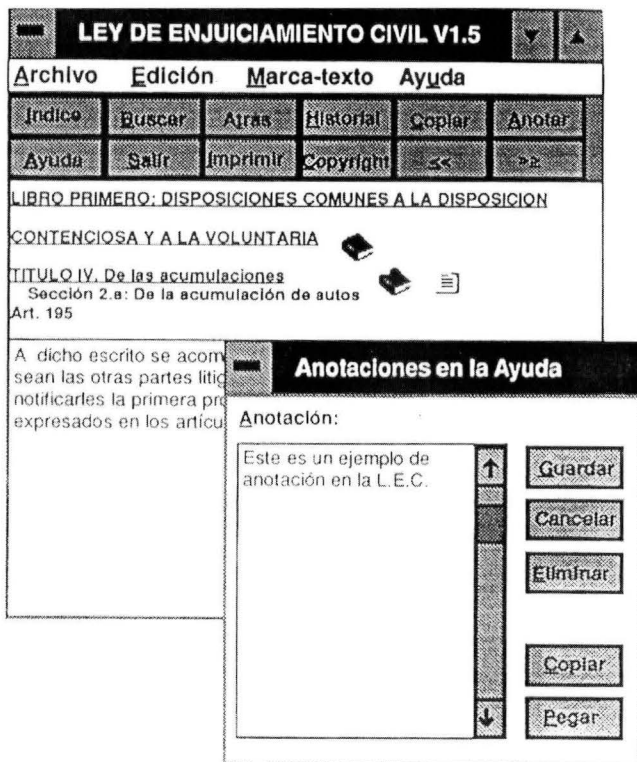 LEY DE ENJUICIAMIENTO CIVIL V1.5
Archivo Edición Marca-texto Ayuda
Indice Buscar Atras Historial Copiar Anotar
Ayuda Salir Imprimir Copyright << >>
LIBRO PRIMERO: DISPOSICIONES COMUNES A LA DISPOSICION
CONTENCIOSA Y A LA VOLUNTARIA
TITULO IV. De las acumulaciones
Sección 2.a: De la acumulación de autos
Art. 195
A dicho escrito se acom
sean las otras partes litig
notificarles la primera pro
expresados en los artícu
Anotaciones en la Ayuda
Anotación:
Este es un ejemplo de
anotación en la L.E.C.
Guardar
Cancelar
Eliminar
Copiar
Pegar